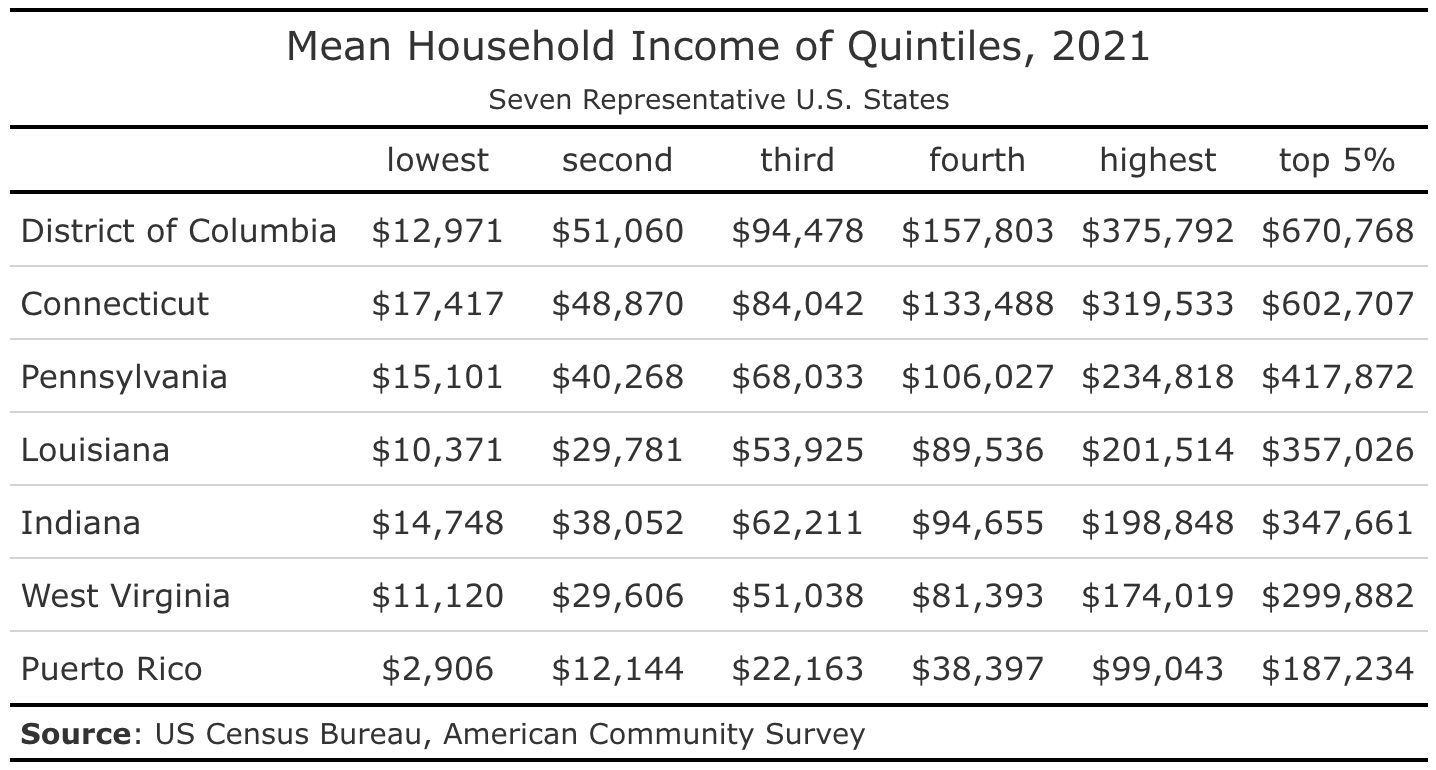 Mean Household Income of Quintiles, 2021
Seven Representative U.S. States
lowest second third fourth highest top 5%
District of Columbia $12,971 $51,060 $94,478 $157,803 $375,792 $670,768
Connecticut $17,417 $48,870 $84,042 $133,488 $319,533 $602,707
Pennsylvania $15,101 $40,268 $68,033 $106,027 $234,818 $417,872
Louisiana $10,371 $29,781 $53,925 $89,536 $201,514 $357,026
Indiana $14,748 $38,052 $62,211 $94,655 $198,848 $347,661
West Virginia $11,120 $29,606 $51,038 $81,393 $174,019 $299,882
Puerto Rico $2,906 $12,144 $22,163 $38,397 $99,043 $187,234
Source: US Census Bureau, American Community Survey